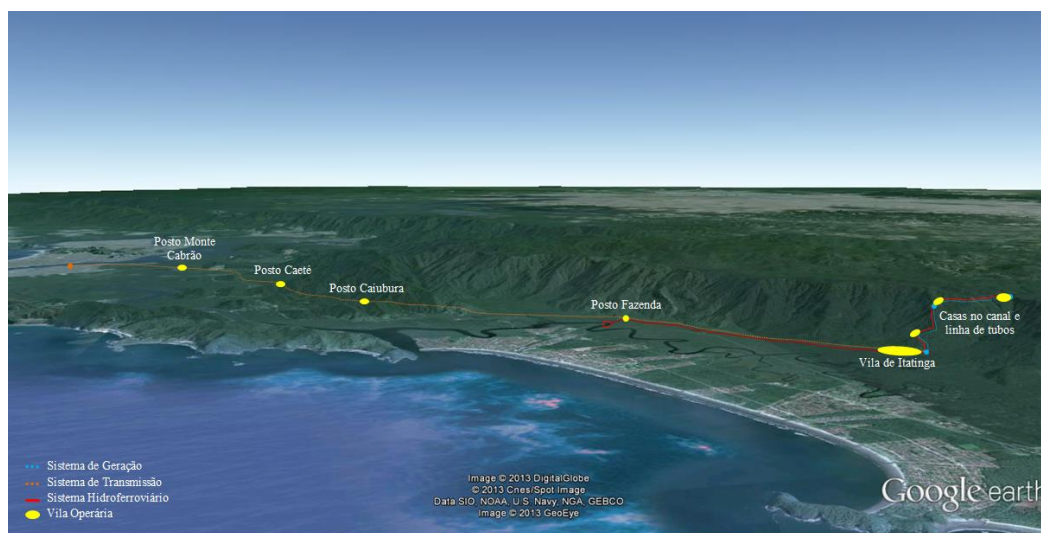 Posto Monte
Cabrão
Posto Caeté
Posto Caiubura
Posto Fazenda
Casas no canal e
linha de tubos
Vila de Itatinga
Sistema de Geração
Sistema de Transmissão
Sistema Hidroferroviário
Vila Operária
Image © 2013 DigitalGlobe
© 2013 Cnes/Spot Image
Data SIO, NOAA, U.S. Navy, NGA, GEBCO
Image © 2013 GeoEye
Google earth